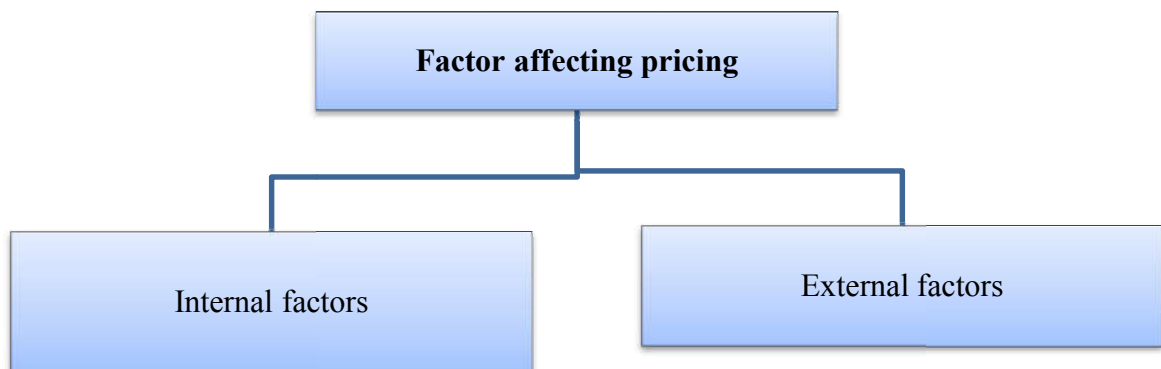 Factor affecting pricing
Internal factors
External factors